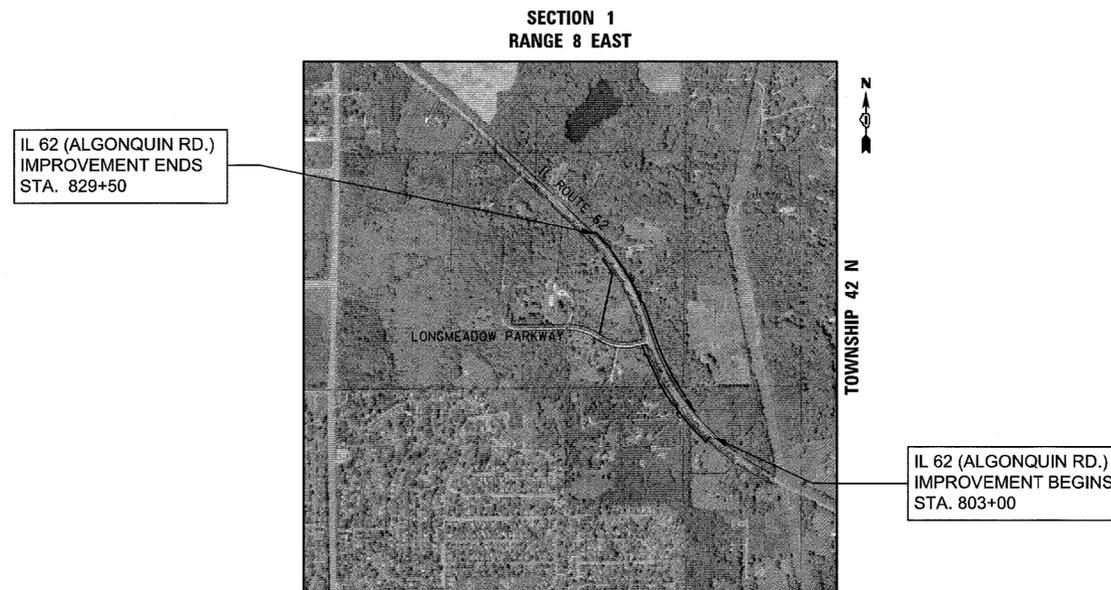 SECTION 1
RANGE 8 EAST
N
IL 62 (ALGONQUIN RD.)
IMPROVEMENT ENDS
STA. 829+50
IL ROUTE 62
LONGMEADOW PARKWAY
TOWNSHIP 42 N
IL 62 (ALGONQUIN RD.)
IMPROVEMENT BEGINS
STA. 803+00